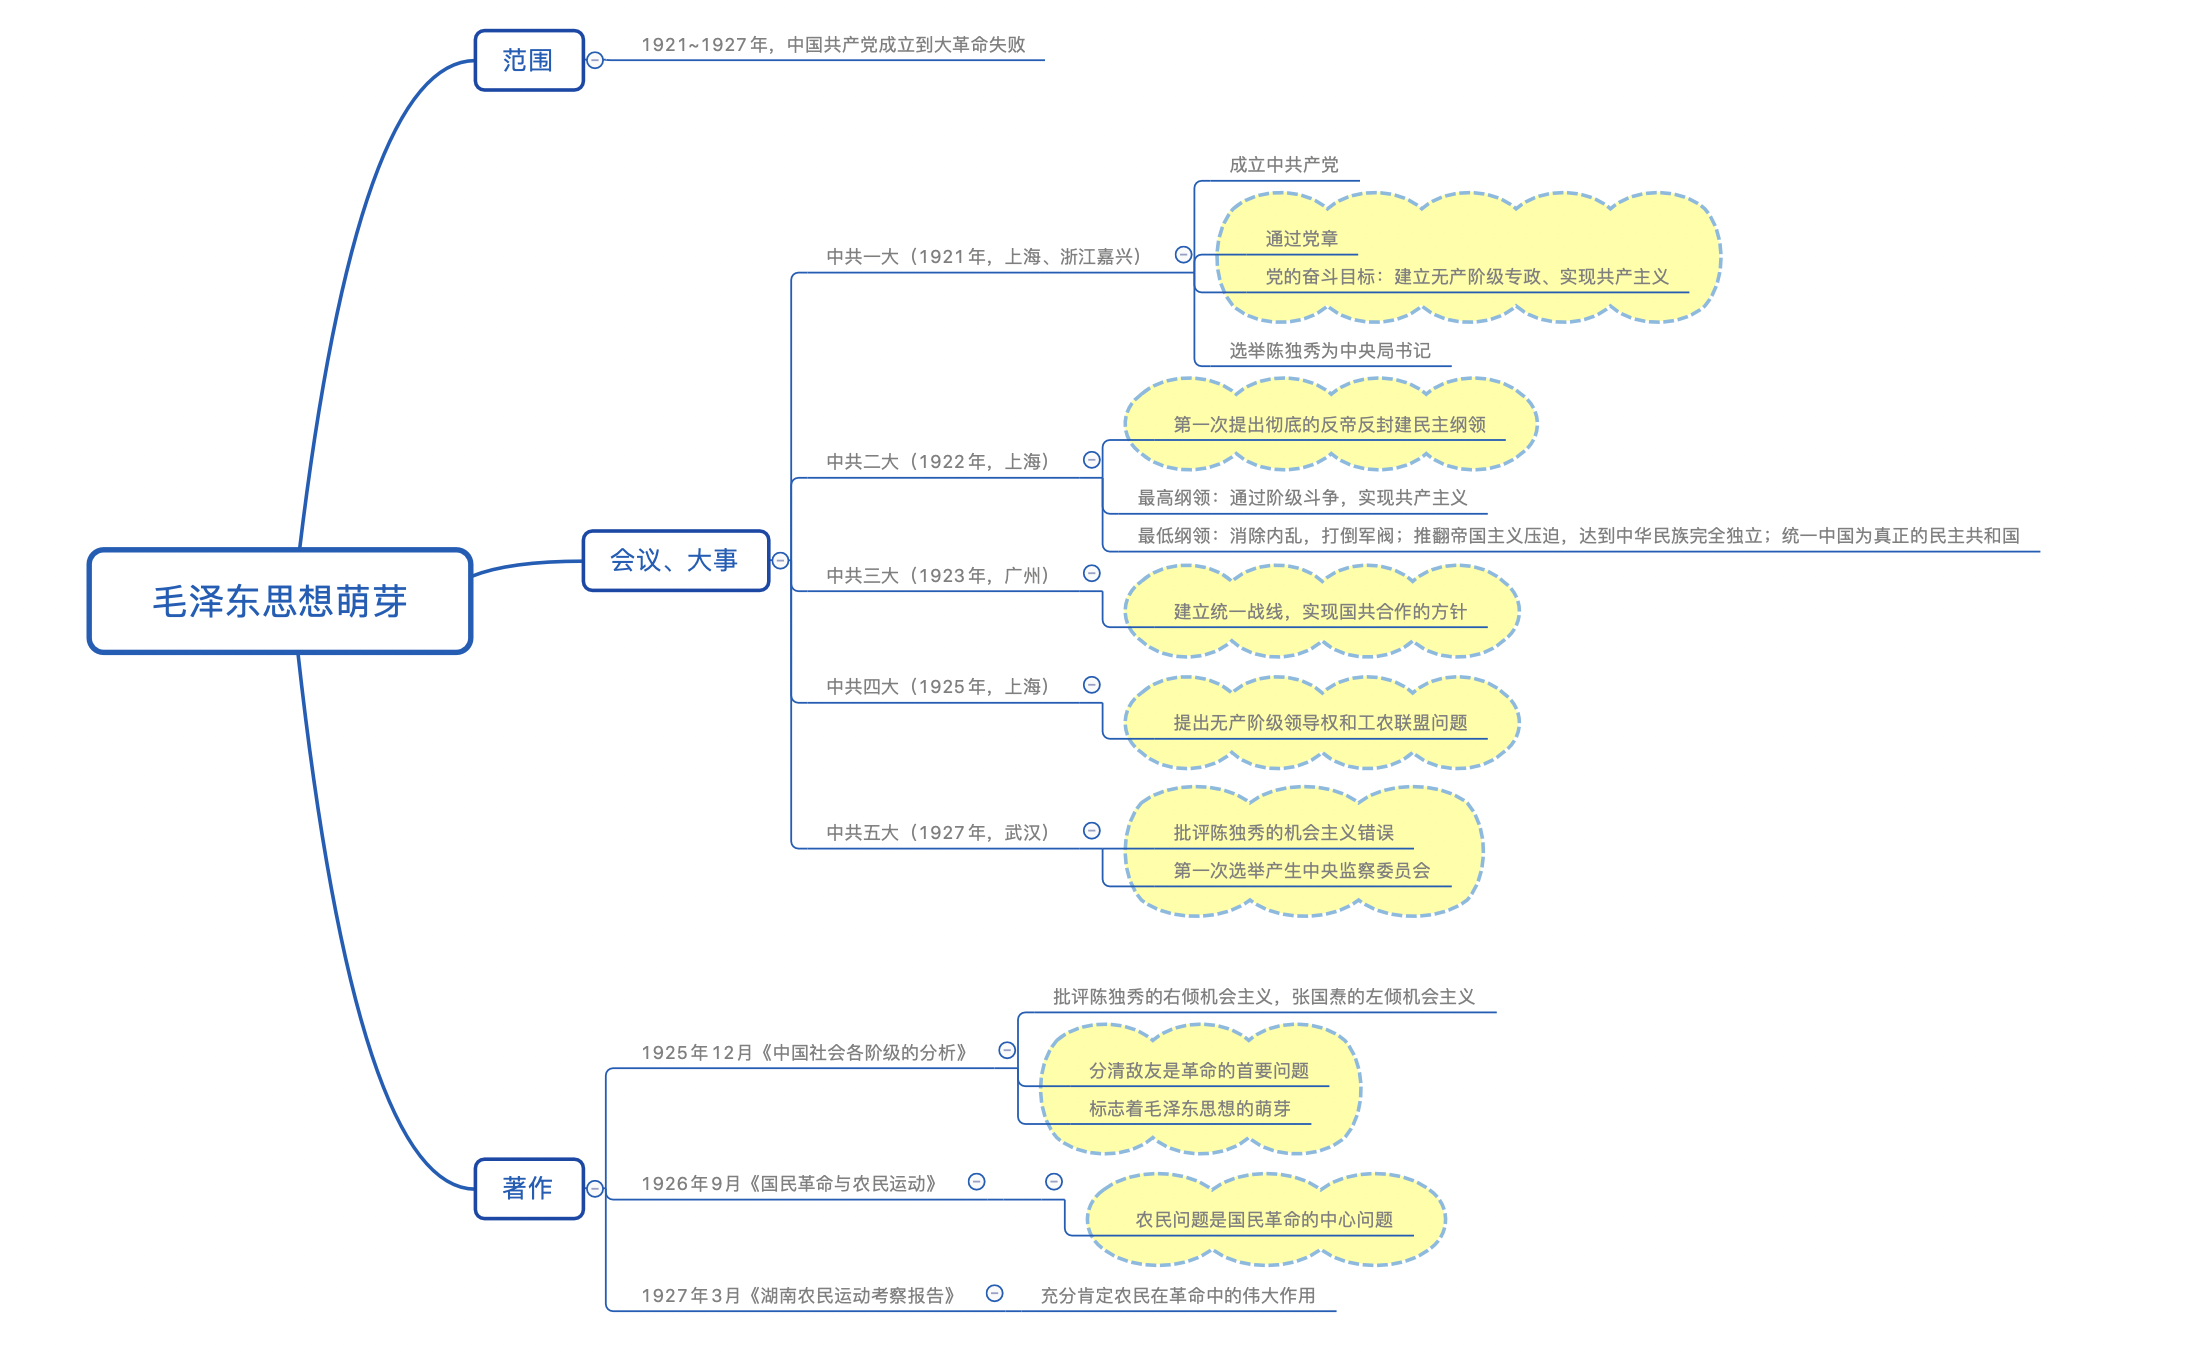 毛泽东思想萌芽
范围
1921~1927年，中国共产党成立到大革命失败
会议、大事
中共一大（1921年，上海、浙江嘉兴）
成立中共产党
通过党章
党的奋斗目标：建立无产阶级专政、实现共产主义
选举陈独秀为中央局书记
中共二大（1922年，上海）
第一次提出彻底的反帝反封建民主纲领
最高纲领：通过阶级斗争，实现共产主义
最低纲领：消除内乱，打倒军阀；推翻帝国主义压迫，达到中华民族完全独立；统一中国为真正的民主共和国
中共三大（1923年，广州）
建立统一战线，实现国共合作的方针
中共四大（1925年，上海）
提出无产阶级领导权和工农联盟问题
中共五大（1927年，武汉）
批评陈独秀的机会主义错误
第一次选举产生中央监察委员会
著作
1925年12月《中国社会各阶级的分析》
批评陈独秀的右倾机会主义，张国焘的左倾机会主义
分清敌友是革命的首要问题
标志着毛泽东思想的萌芽
1926年9月《国民革命与农民运动》
农民问题是国民革命的中心问题
1927年3月《湖南农民运动考察报告》
充分肯定农民在革命中的伟大作用